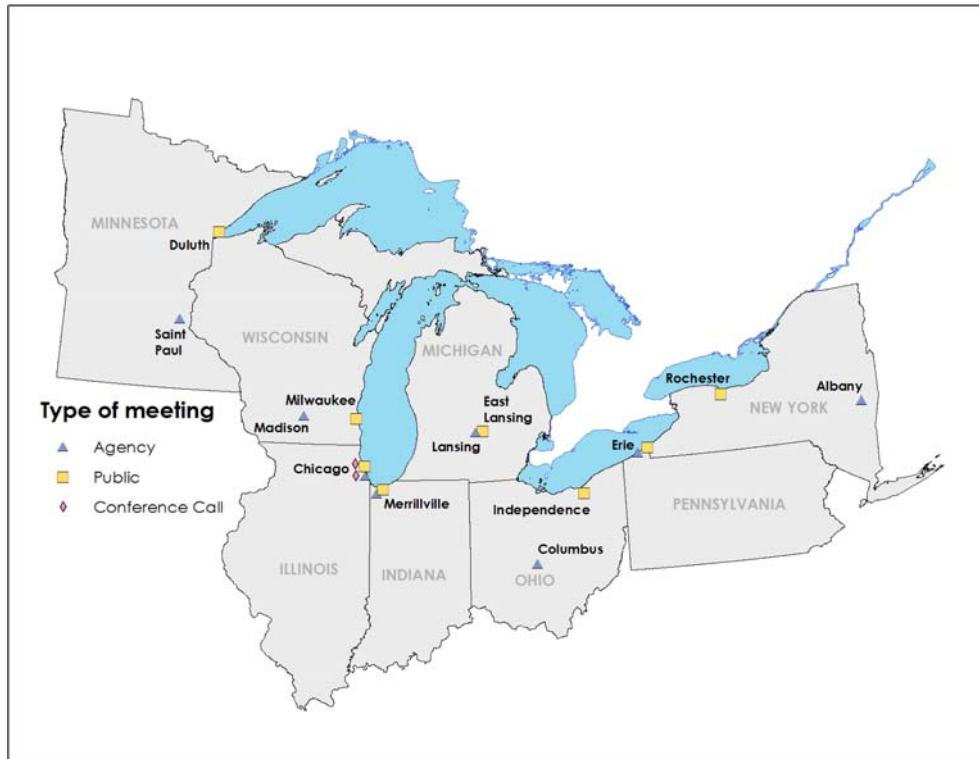 MINNESOTA
Duluth
Saint
Paul
WISCONSIN
MICHIGAN
Milwaukee
Madison
East
Lansing
Lansing
Rochester
Albany
NEW YORK
Erie
Chicago
Merrillville
Independence
PENNSYLVANIA
Columbus
ILLINOIS
INDIANA
OHIO
Type of meeting
Agency
Public
Conference Call